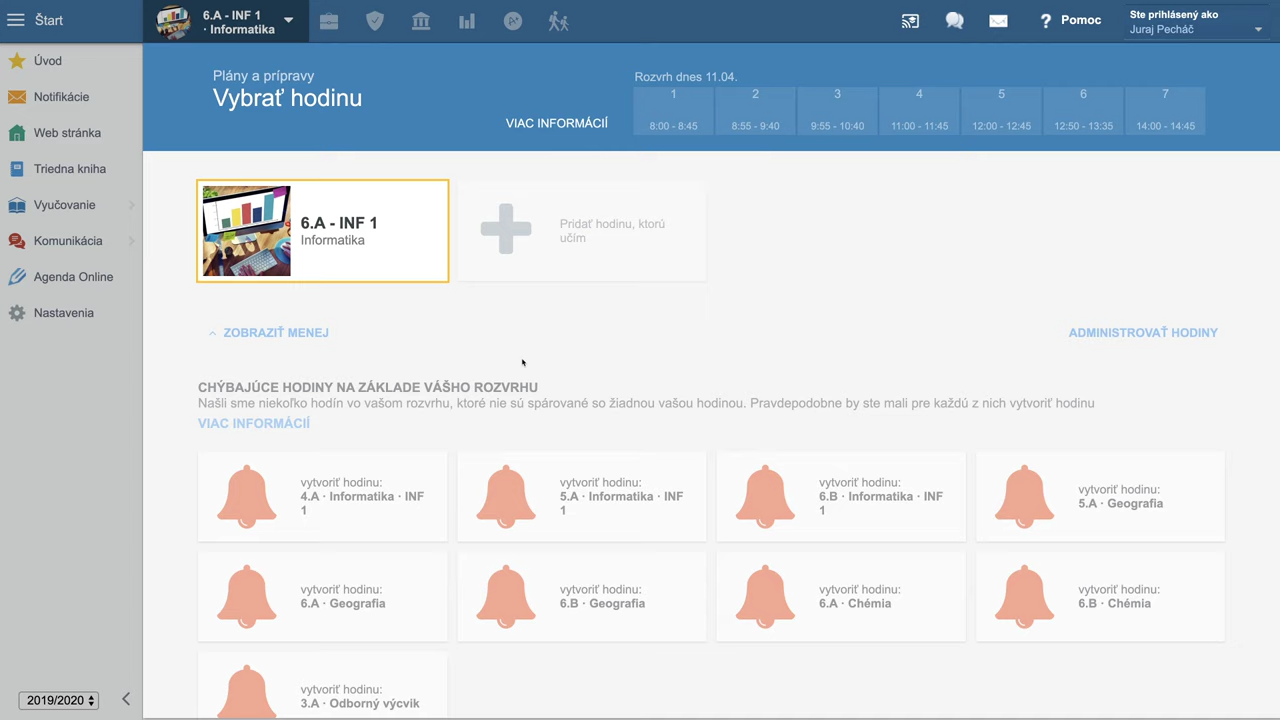 Štart
6.A - INF 1
· Informatika
Pomoc
Ste prihlásený ako
Juraj Pecháč
Úvod
Notifikácie
Web stránka
Triedna kniha
Vyučovanie
Komunikácia
Agenda Online
Nastavenia
2019/2020
Plány a prípravy
Vybrať hodinu
VIAC INFORMÁCIÍ
Rozvrh dnes 11.04.
1 2 3 4 5 6 7
8:00 - 8:45 8:55 - 9:40 9:55 - 10:40 11:00 - 11:45 12:00 - 12:45 12:50 - 13:35 14:00 - 14:45
6.A - INF 1
Informatika
Pridať hodinu, ktorú
učím
ZOBRAZIŤ MENEJ
ADMINISTROVAŤ HODINY
CHÝBAJÚCE HODINY NA ZÁKLADE VÁŠHO ROZVRHU
Našli sme niekoľko hodín vo vašom rozvrhu, ktoré nie sú spárované so žiadnou vašou hodinou. Pravdepodobne by ste mali pre každú z nich vytvoriť hodinu
VIAC INFORMÁCIÍ
vytvoriť hodinu:
4.A · Informatika · INF
1
vytvoriť hodinu:
5.A · Informatika · INF
1
vytvoriť hodinu:
6.B · Informatika · INF
1
vytvoriť hodinu:
5.A · Geografia
vytvoriť hodinu:
6.A · Geografia
vytvoriť hodinu:
6.B · Geografia
vytvoriť hodinu:
6.A · Chémia
vytvoriť hodinu:
6.B · Chémia
vytvoriť hodinu:
3.A · Odborný výcvik